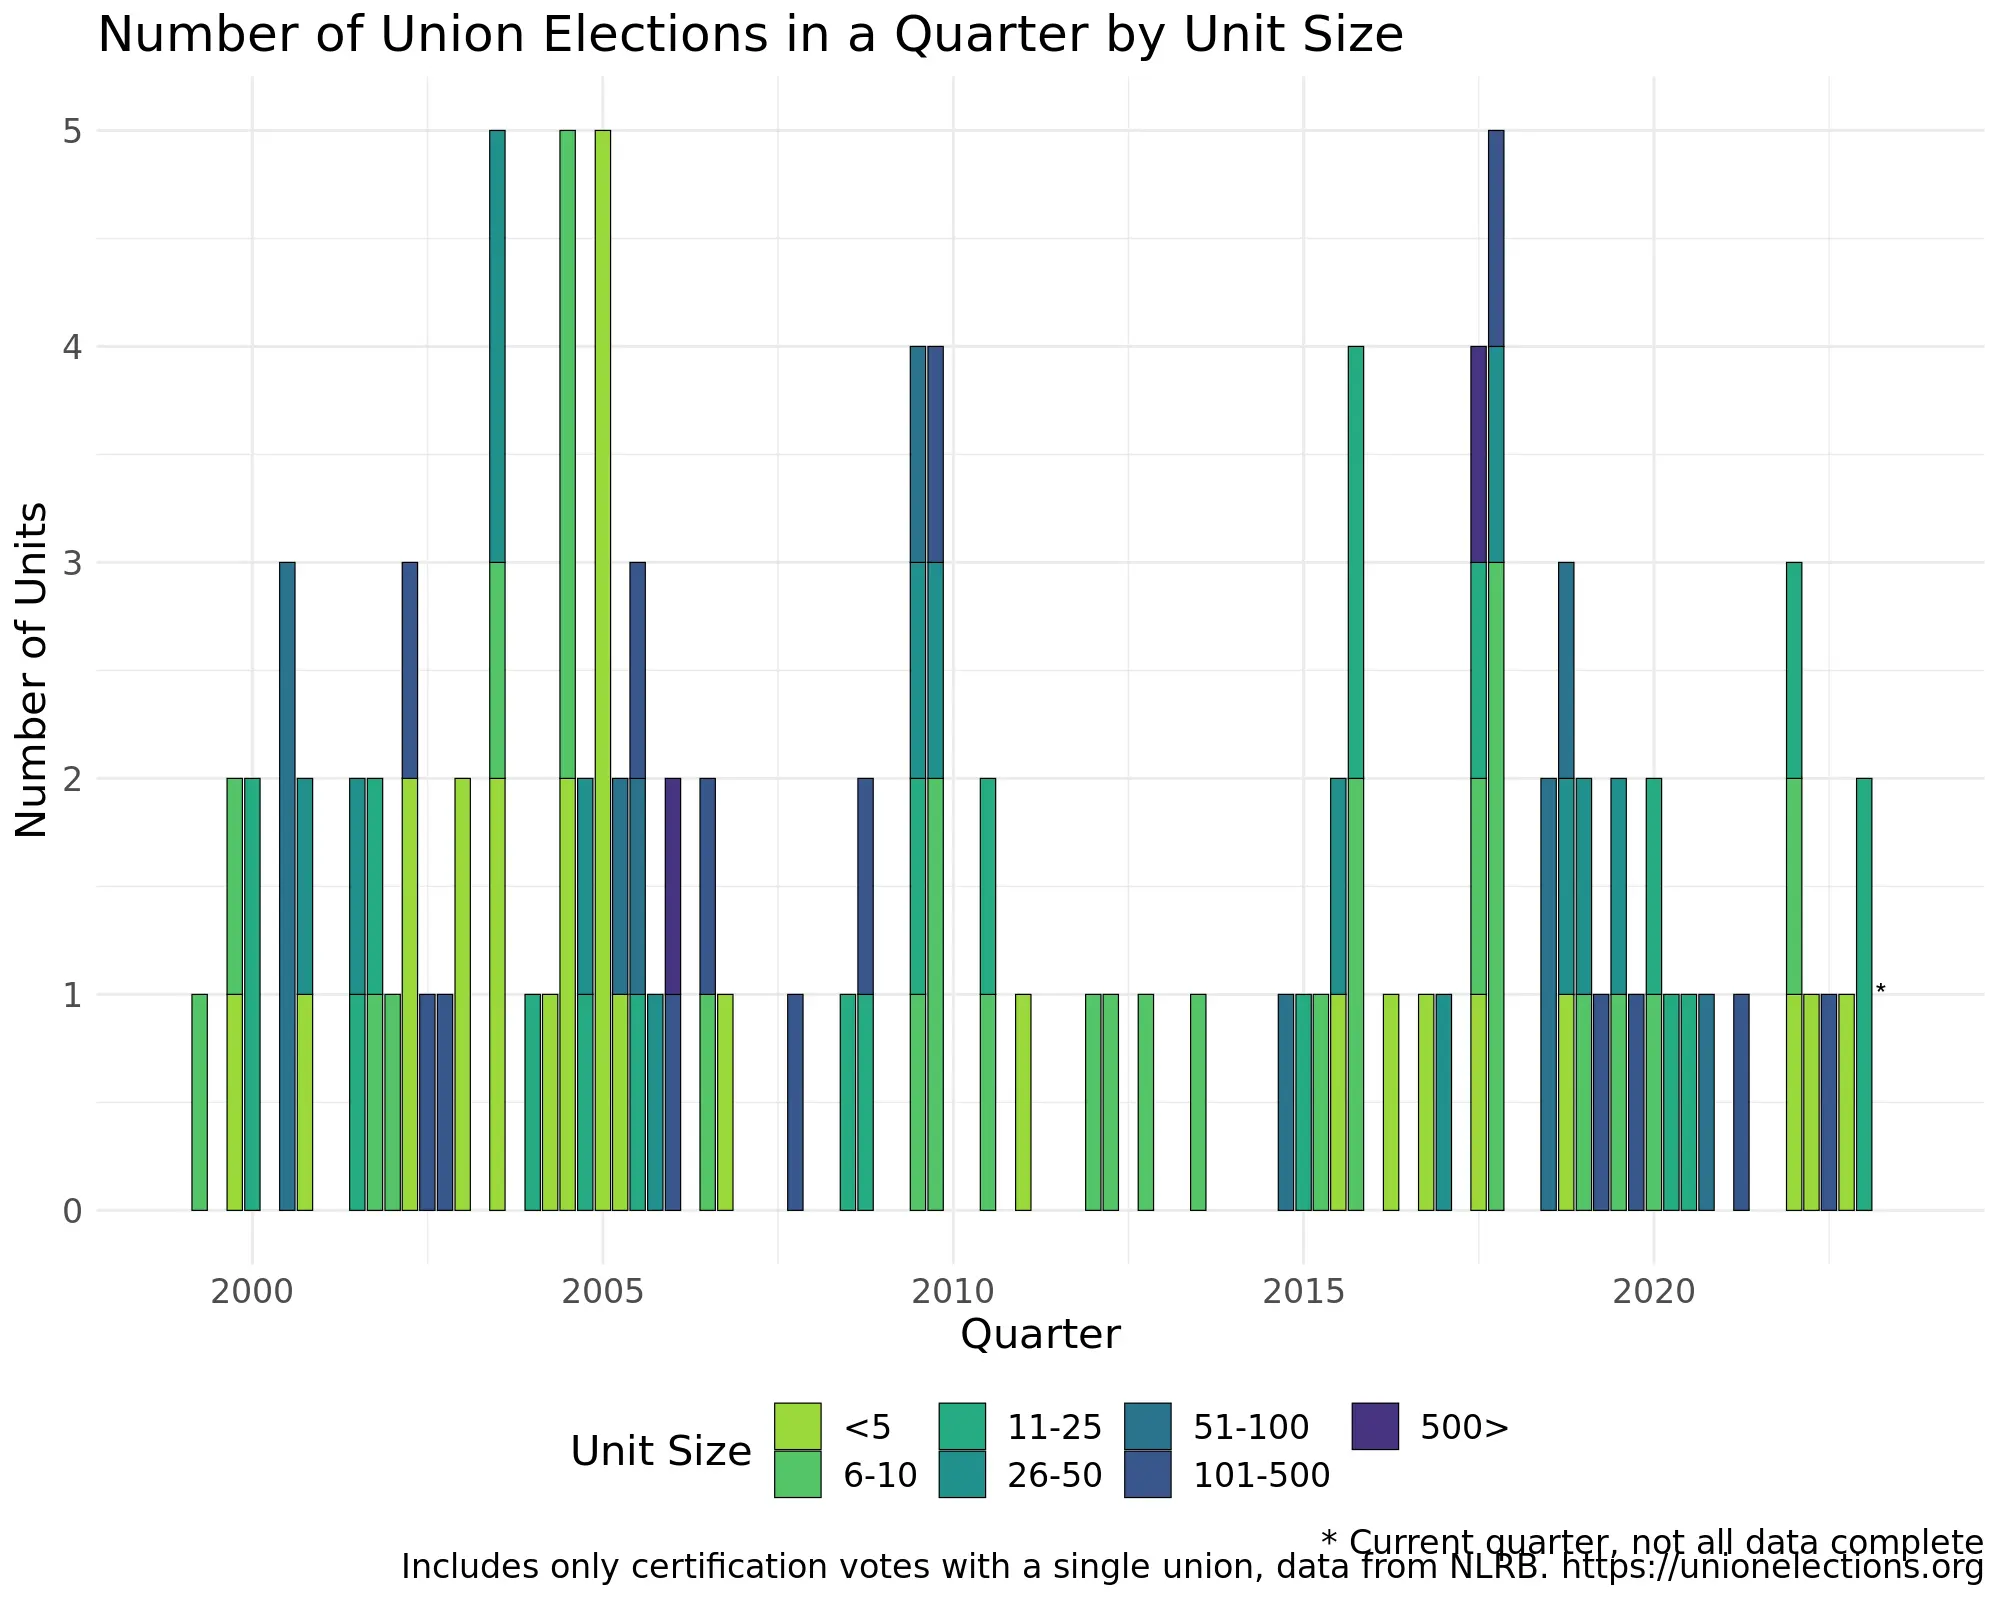 Number of Union Elections in a Quarter by Unit Size
Number of Units
5
4
3
2
1
0
*
2000 2005 2010 2015 2020
Quarter
Unit Size
<5 11-25 51-100 500>
6-10 26-50 101-500
* Current quarter, not all data complete
Includes only certification votes with a single union, data from NLRB. https://unionelections.org